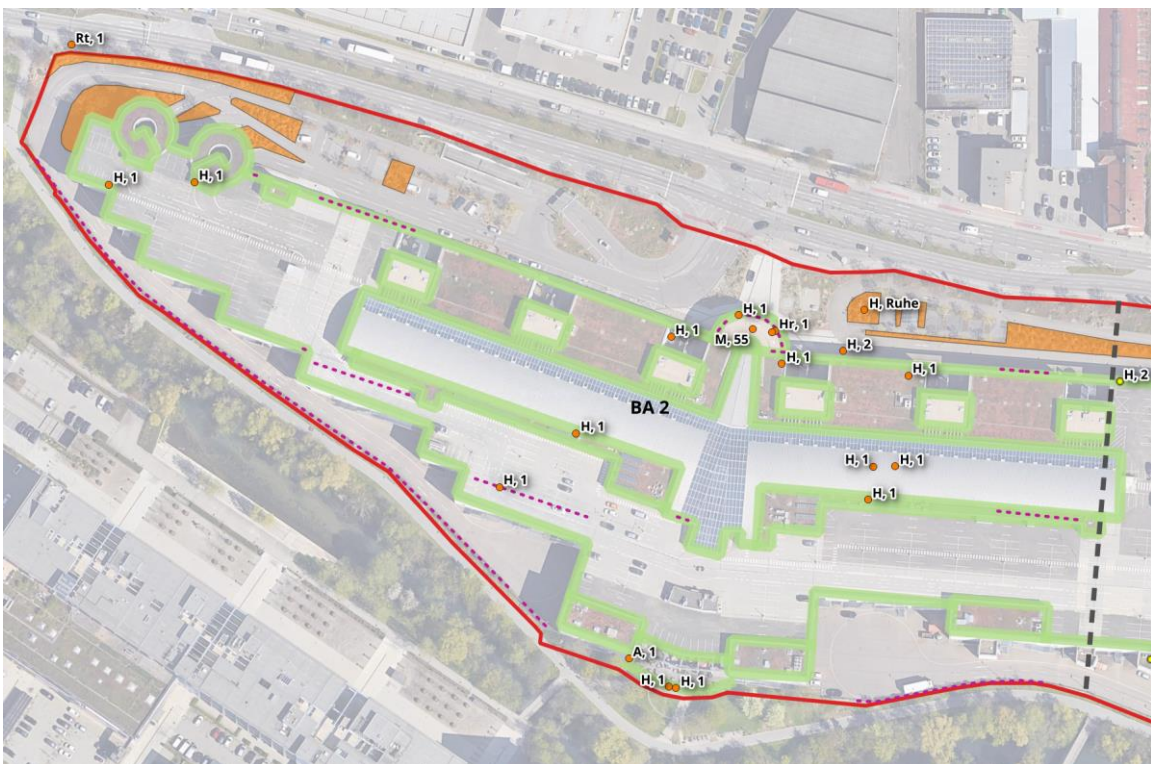 Rt, 1
H, 1
H, 1
H, Ruhe
H, 1
Hr, 1
M, 55
H, 1
H, 2
H, 1
H, 1
H, 2
BA 2
H, 1
H, 1
H, 1
H, 1
H, 1
A, 1
H, 1
H, 1